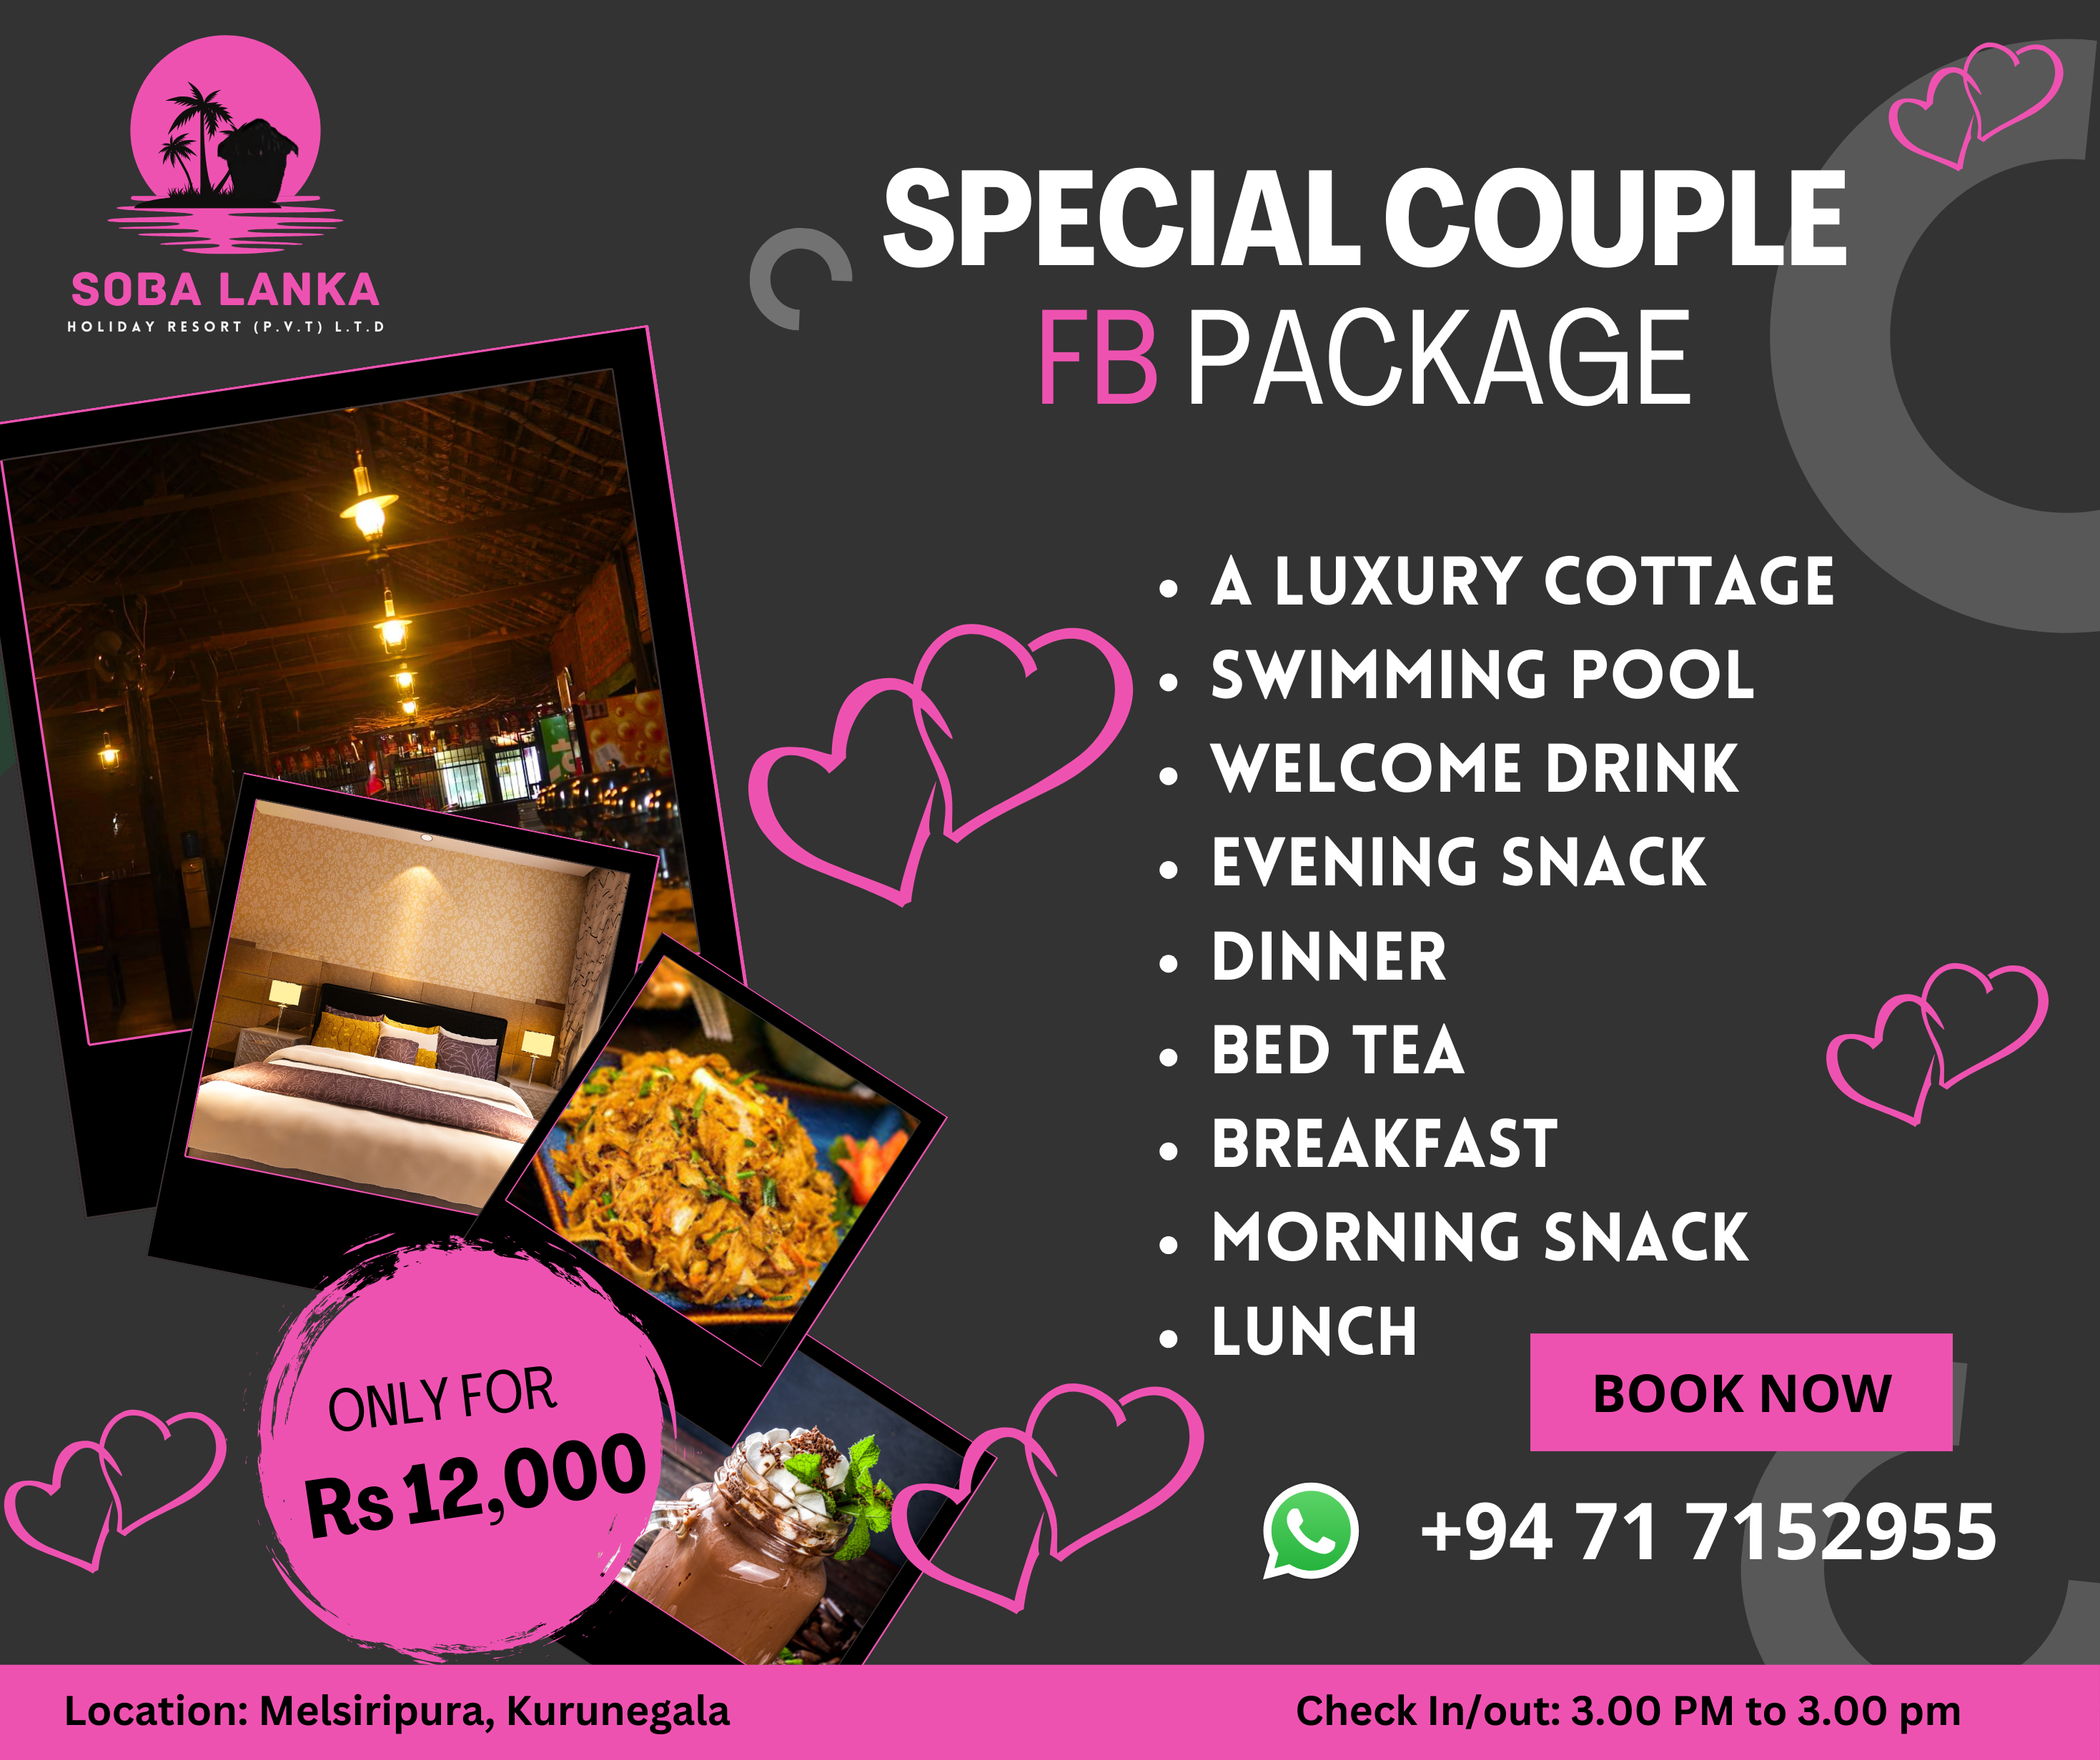 SOBA LANKA
HOLIDAY RESORT (P.V.T) L.T.D
SPECIAL COUPLE
FB PACKAGE
• A LUXURY COTTAGE
• SWIMMING POOL
• WELCOME DRINK
• EVENING SNACK
• DINNER
• BED TEA
• BREAKFAST
• MORNING SNACK
• LUNCH
ONLY FOR
Rs 12,000
BOOK NOW
+94 71 7152955
Location: Melsiripura, Kurunegala
Check In/out: 3.00 PM to 3.00 pm